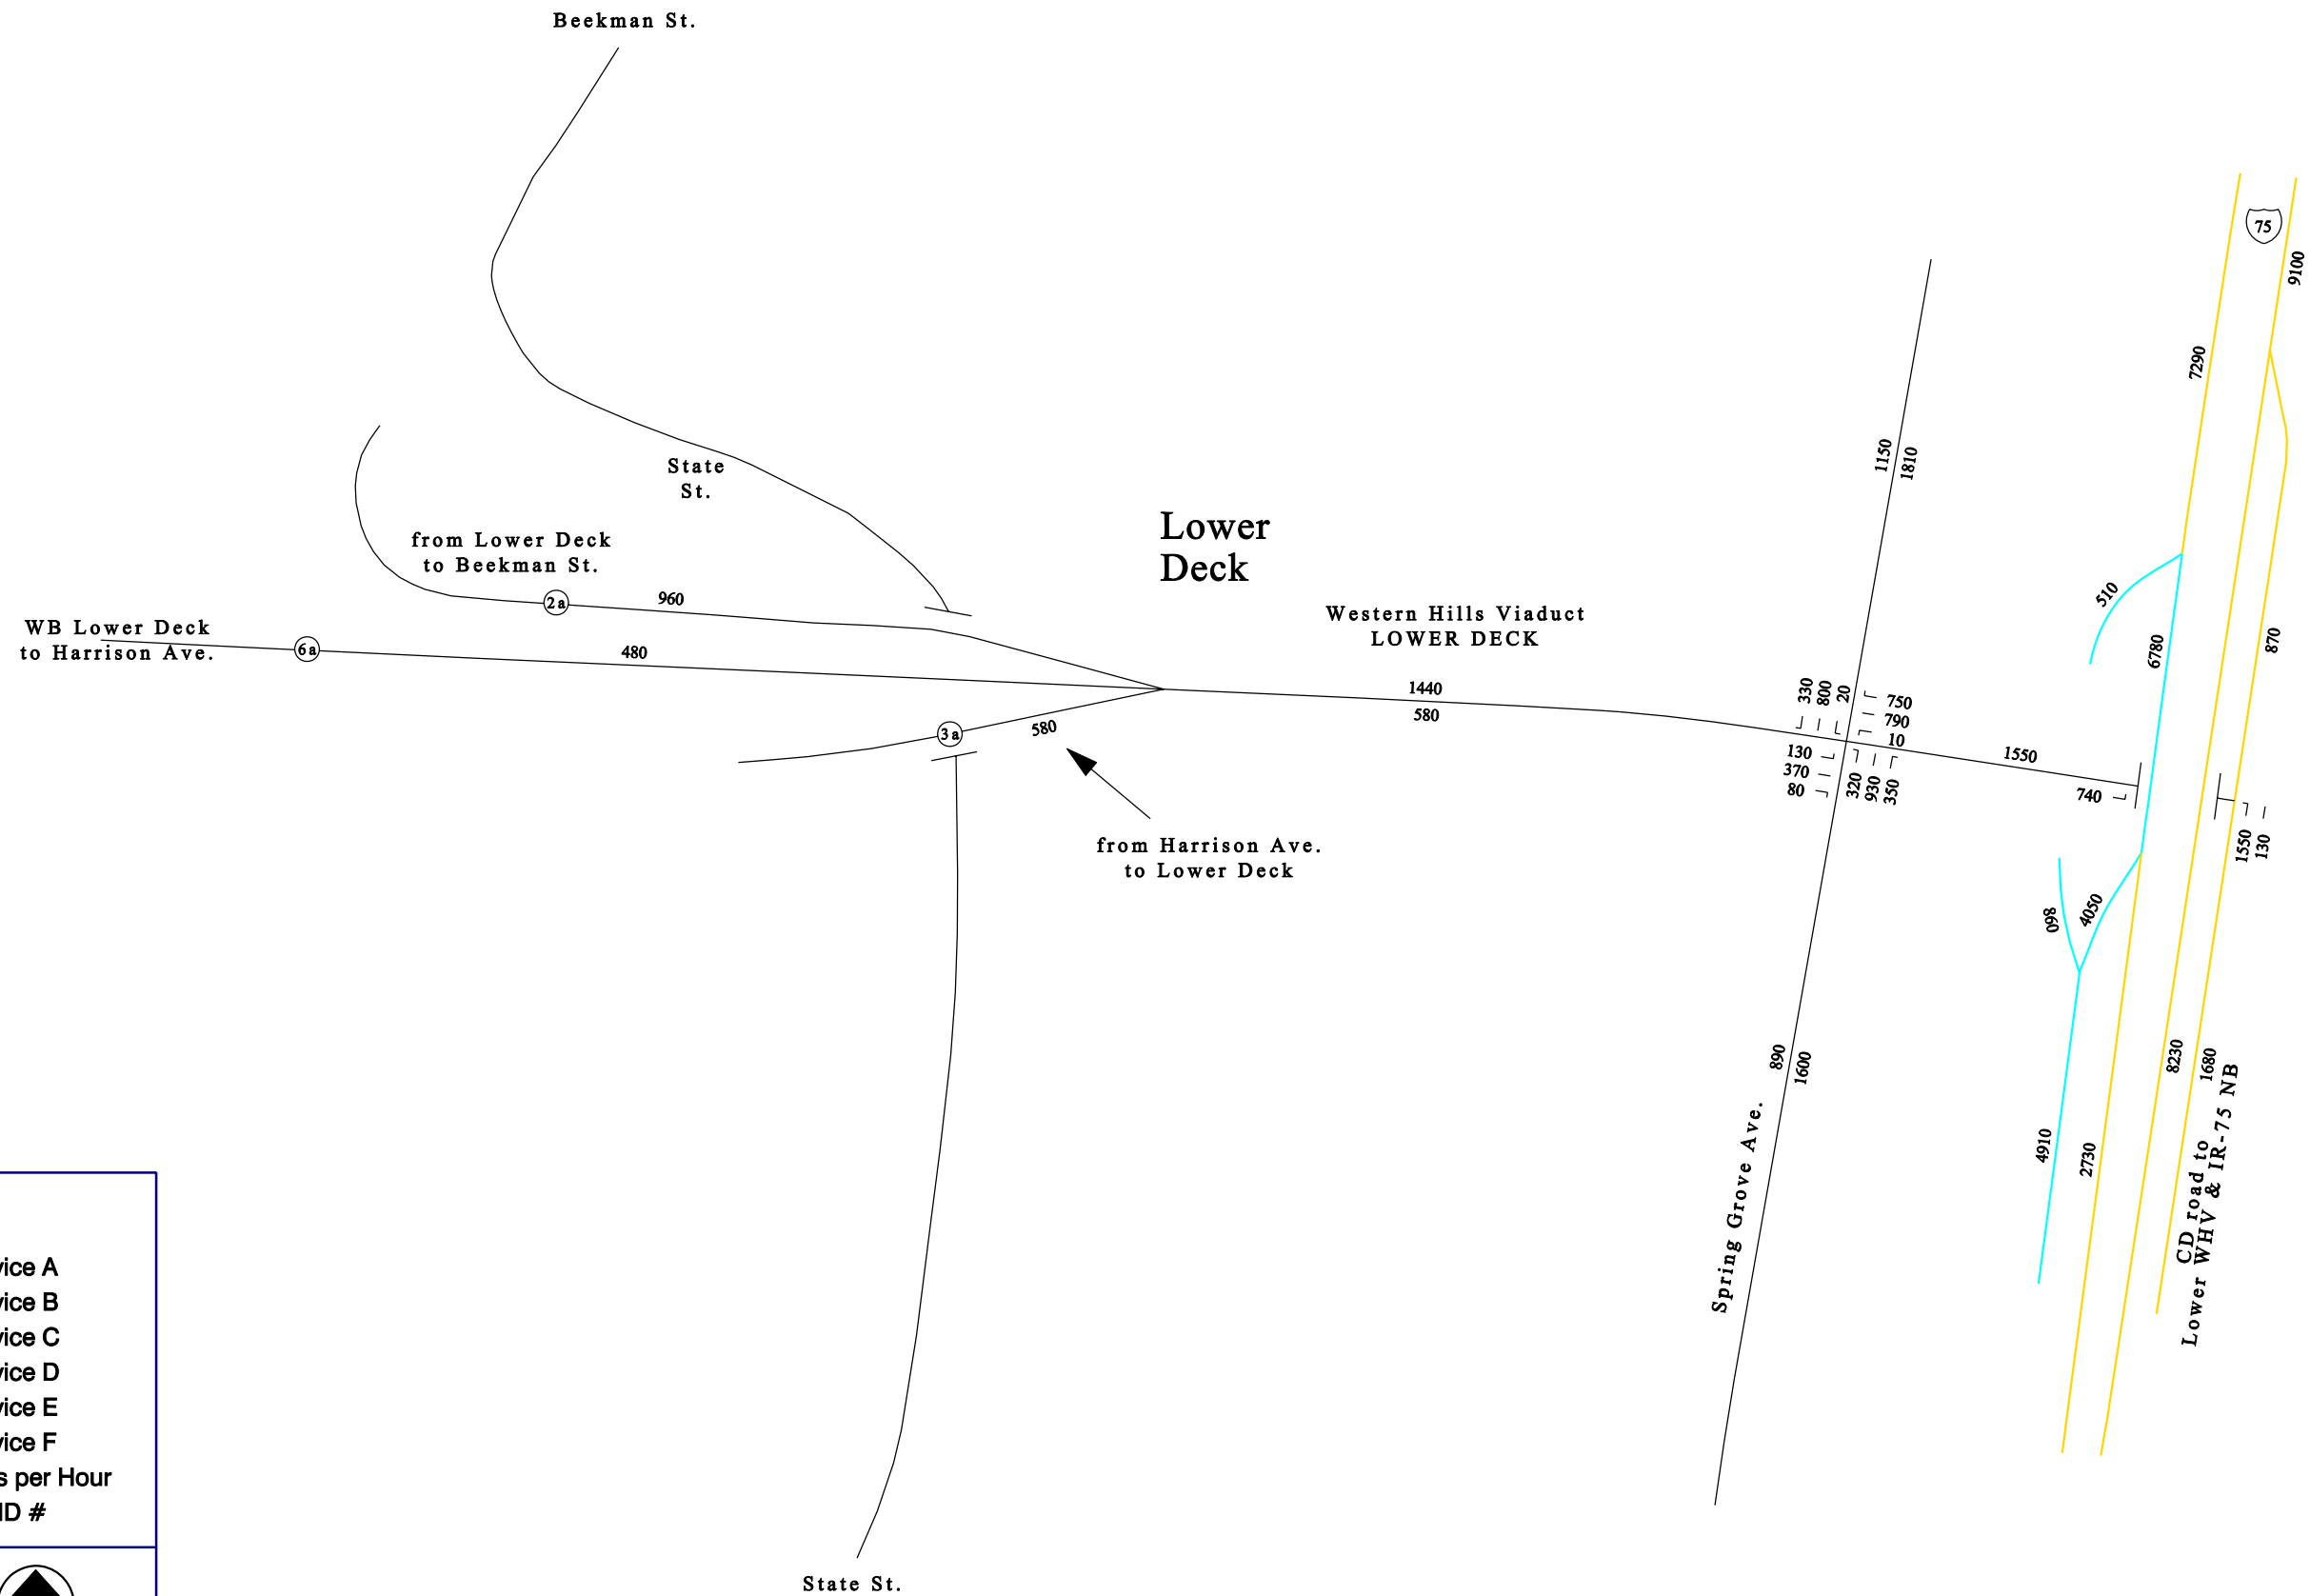 Beekman St.
75
9100
7290
1150
1810
State
St.
Lower
Deck
from Lower Deck
to Beekman St.
2a
960
510
WB Lower Deck
to Harrison Ave.
6a
480
Western Hills Viaduct
LOWER DECK
6780
870
1440
580
330
800
20
750
790
10
3a
580
130
370
80
320
930
350
1550
740
1550
130
from Harrison Ave.
to Lower Deck
860
4050
890
1600
8230
1680
4910
2730
Spring Grove Ave.
CD road to
Lower WHV & IR-75 NB
vice A
vice B
vice C
vice D
vice E
vice F
s per Hour
ID #
State St.